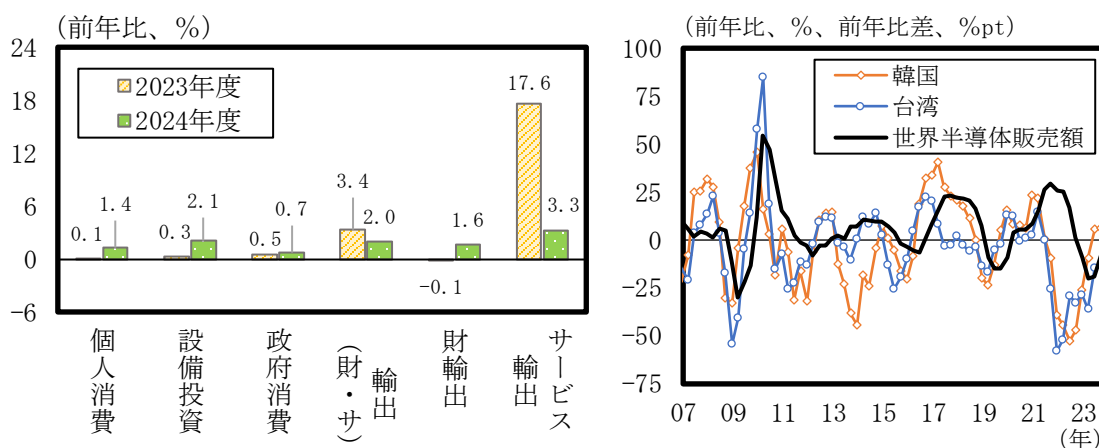 (前年比、%)
24
18
12
6
0
−6
2023年度
2024年度
0.1
1.4
0.3
2.1
0.5
0.7
3.4
2.0
-0.1
1.6
17.6
3.3
個人消費
設備投資
政府消費
輸出
(財・サ)
財輸出
サービス
輸出
(前年比、%、前年比差、%pt)
100
75
50
25
0
−25
−50
−75
韓国
台湾
世界半導体販売額
07
09
11
13
15
17
19
21
23
(年)